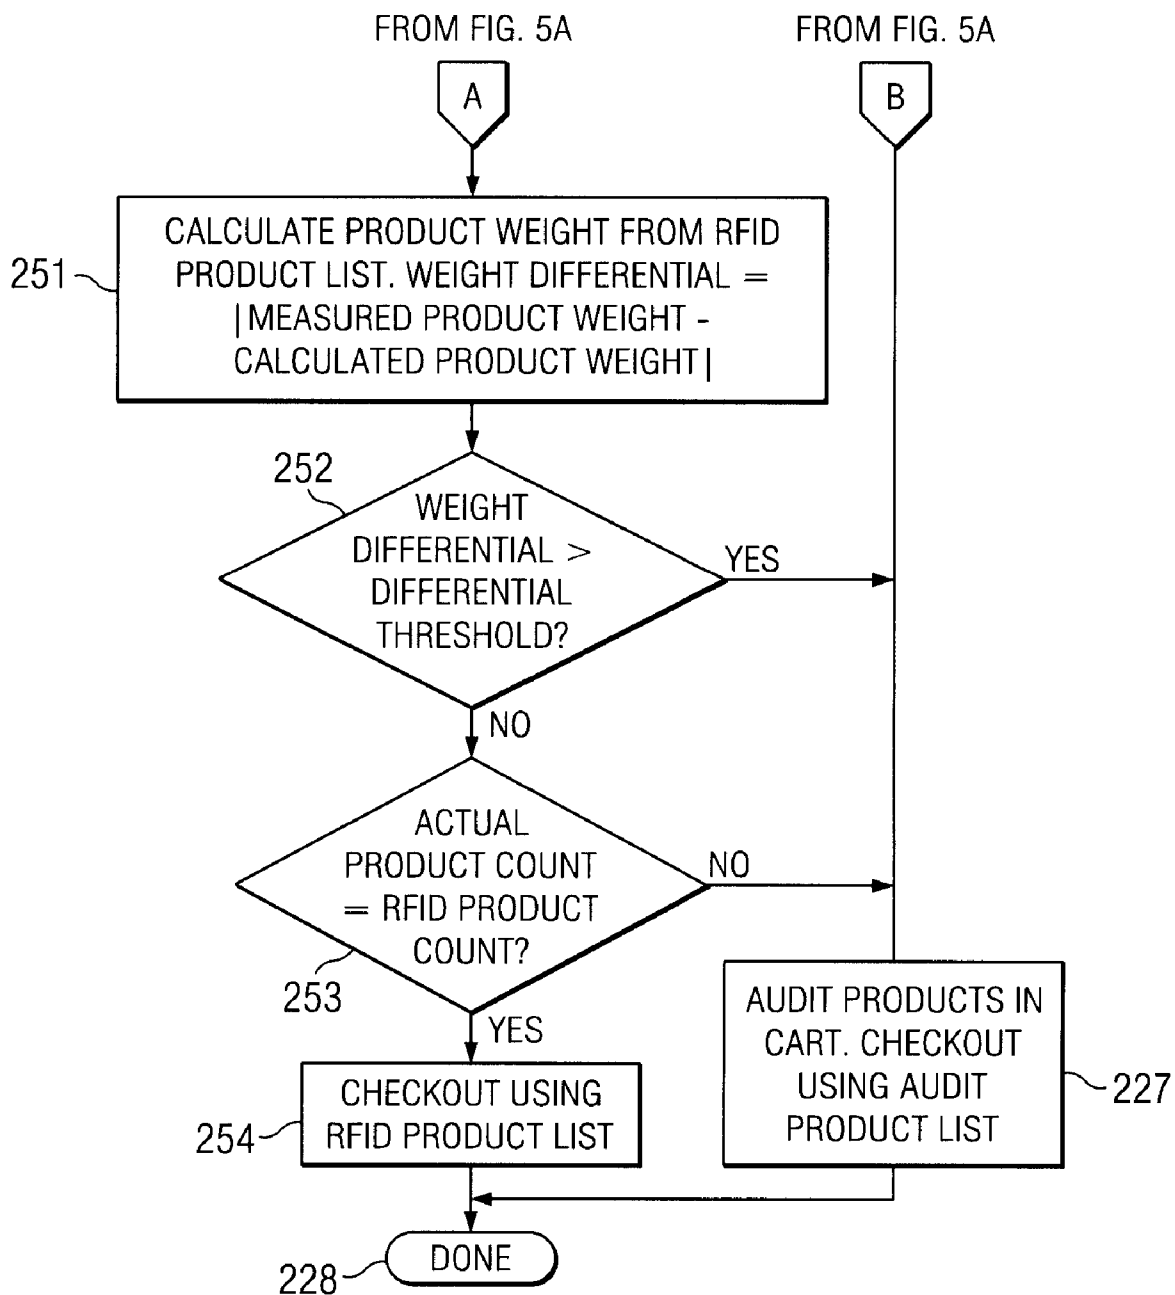 FROM FIG. 5A
FROM FIG. 5A
A
B
CALCULATE PRODUCT WEIGHT FROM RFID
PRODUCT LIST. WEIGHT DIFFERENTIAL =
|MEASURED PRODUCT WEIGHT -
CALCULATED PRODUCT WEIGHT|
251
252
WEIGHT
DIFFERENTIAL >
DIFFERENTIAL
THRESHOLD?
YES
NO
ACTUAL
PRODUCT COUNT
= RFID PRODUCT
COUNT?
NO
253
YES
AUDIT PRODUCTS IN
CART. CHECKOUT
USING AUDIT
PRODUCT LIST
227
CHECKOUT USING
RFID PRODUCT LIST
254
DONE
228